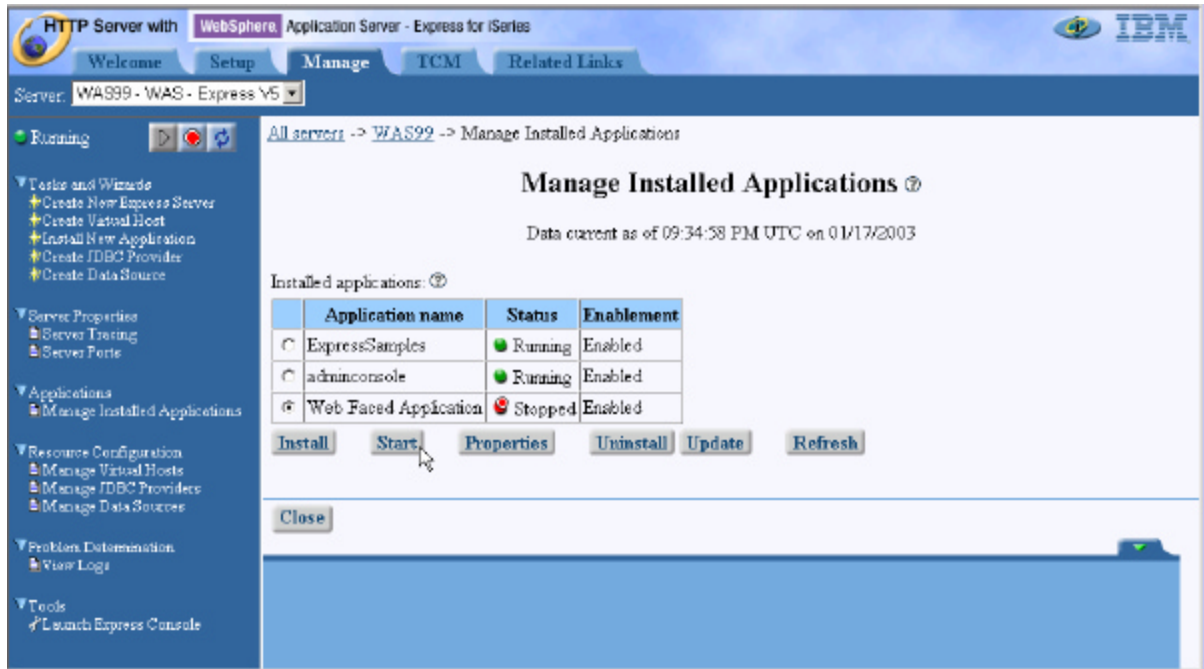 HTTP Server with WebSphere. Application Server - Express for iSeries
IBM
Welcome Setup Manage TCM Related Links
Server: WAS99 - WAS - Express V5
Running
Tasks and Wizards
Create New Express Server
Create Virtual Host
Install New Application
Create JDBC Provider
Create Data Source
Server Properties
Server Tracing
Server Ports
Applications
Manage Installed Applications
Resource Configuration
Manage Virtual Hosts
Manage JDBC Providers
Manage Data Sources
Problem Determination
View Logs
Tools
Launch Express Console
All servers -> WAS99 -> Manage Installed Applications
Manage Installed Applications ?
Data current as of 09:34:58 PM UTC on 01/17/2003
Installed applications: ?
Application name Status Enablement
ExpressSamples Running Enabled
adminconsole Running Enabled
Web Faced Application Stopped Enabled
Install Start Properties Uninstall Update Refresh
Close